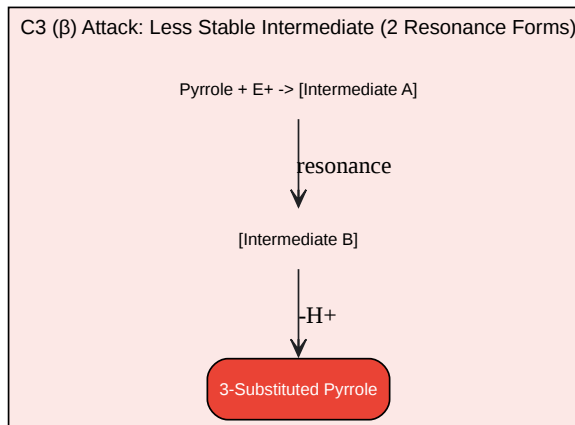 C3 (β) Attack: Less Stable Intermediate (2 Resonance Forms)
Pyrrole + E+ -> [Intermediate A]
resonance
[Intermediate B]
-H+
3-Substituted Pyrrole